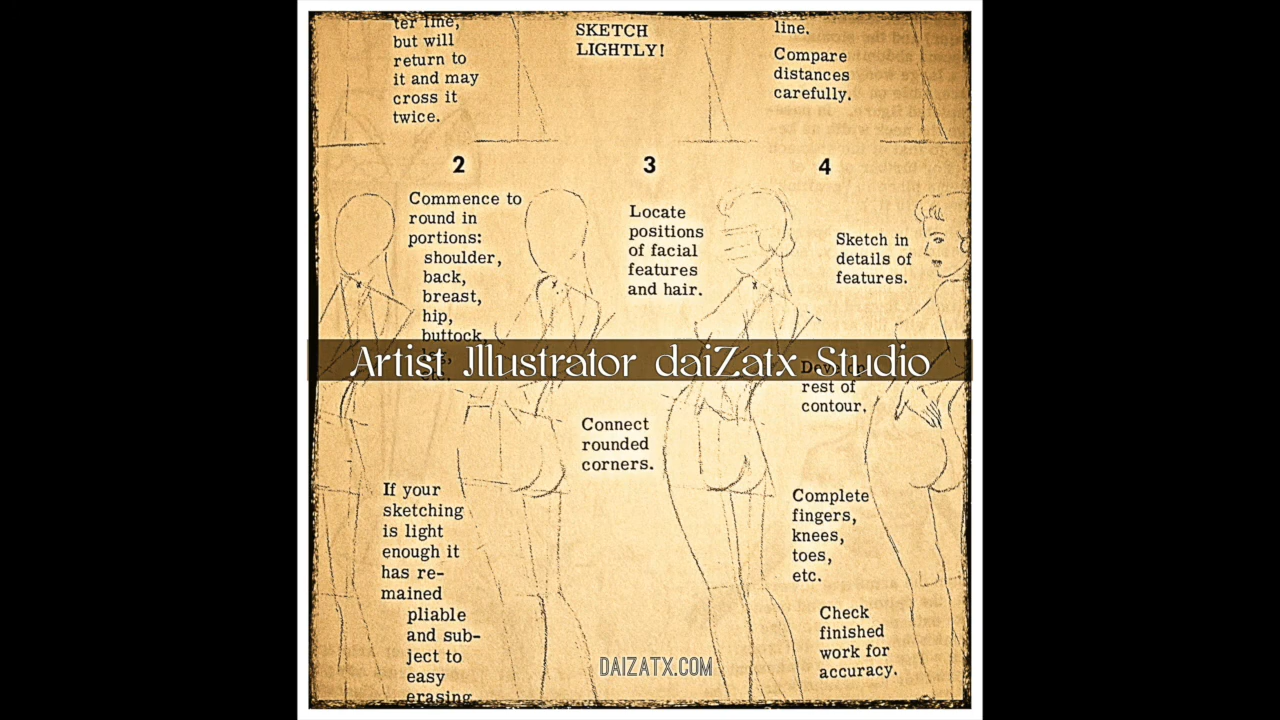 ter line,
but will
return to
it and may
cross it
twice.
SKETCH
LIGHTLY!
line.
Compare
distances
carefully.
2
Commence to
round in
portions:
shoulder,
back,
breast,
hip,
buttock,
3
Locate
positions
of facial
features
and hair.
4
Sketch in
details of
features.
Artist Illustrator daiZatx Studio
rest of
contour.
Connect
rounded
corners.
If your
sketching
is light
enough it
has re-
mained
pliable
and sub-
ject to
easy
erasing
Complete
fingers,
knees,
toes,
etc.
Check
finished
work for
accuracy.
DAIZATX.COM